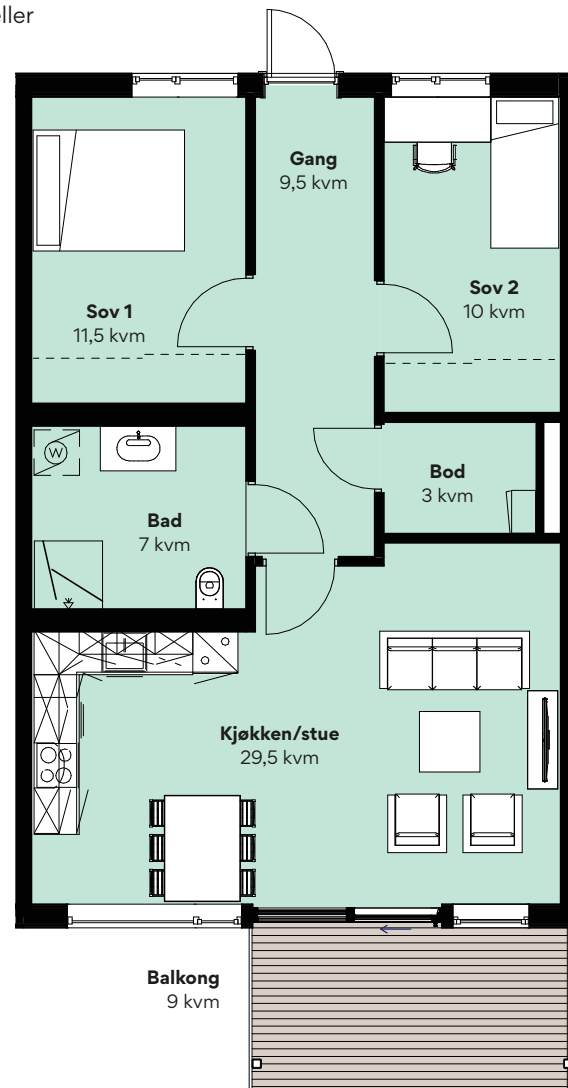 eller
Gang
9,5 kvm
Sov 1
11,5 kvm
Sov 2
10 kvm
Bod
3 kvm
W
Bad
7 kvm
Kjøkken/stue
29,5 kvm
Balkong
9 kvm